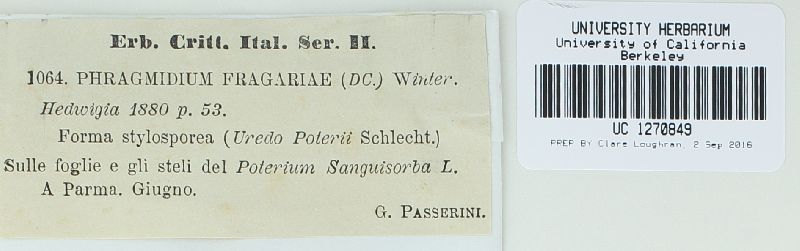 Erb. Critt. Ital. Ser. II.
1064. PHRAGMIDIUM FRAGARIAE (DC.) Winter.
Hedwigia 1880 p. 53.
Forma stylosporea (Uredo Poterii Schlecht.)
Sulle foglie e gli steli del Poterium Sanguisorba L.
A Parma. Giugno.
G. PASSERINI.
UNIVERSITY HERBARIUM
University of California
Berkeley
UC 1270849
PREP BY Clare Loughran, 2 Sep 2016